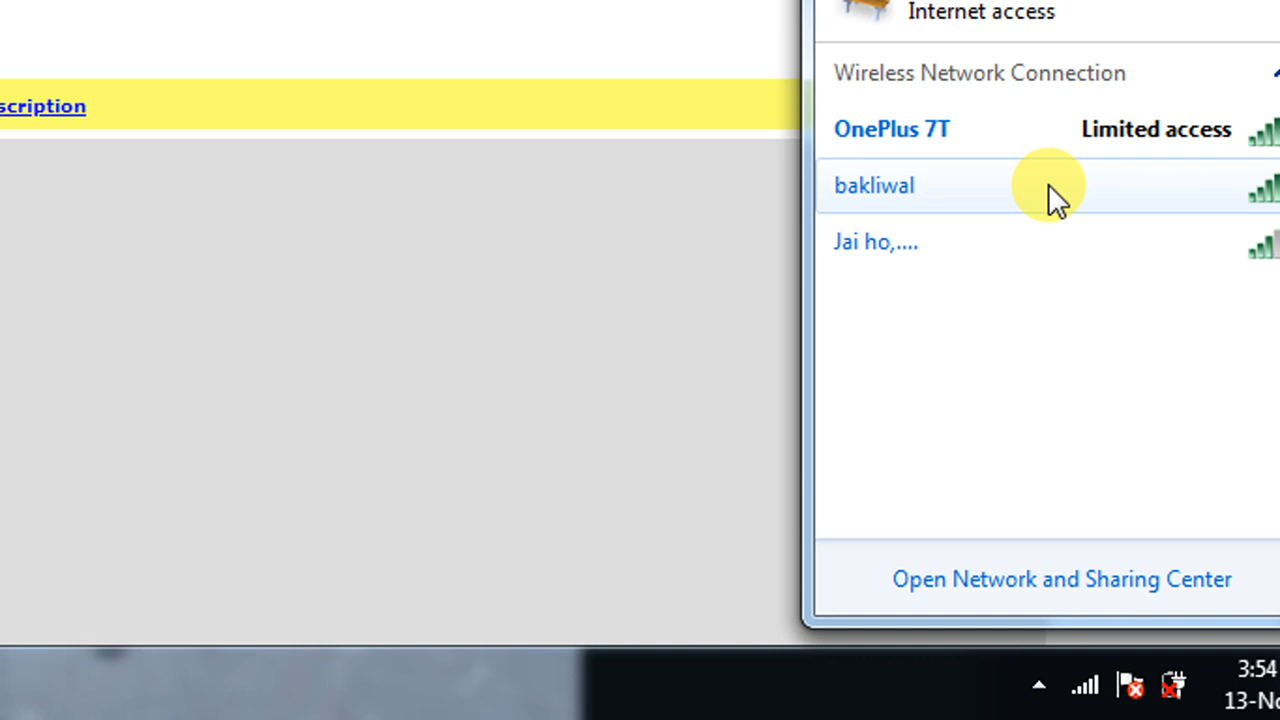 Internet access
Wireless Network Connection
scription
OnePlus 7T Limited access
bakliwal
Jai ho,....
Open Network and Sharing Center
3:54
13-No